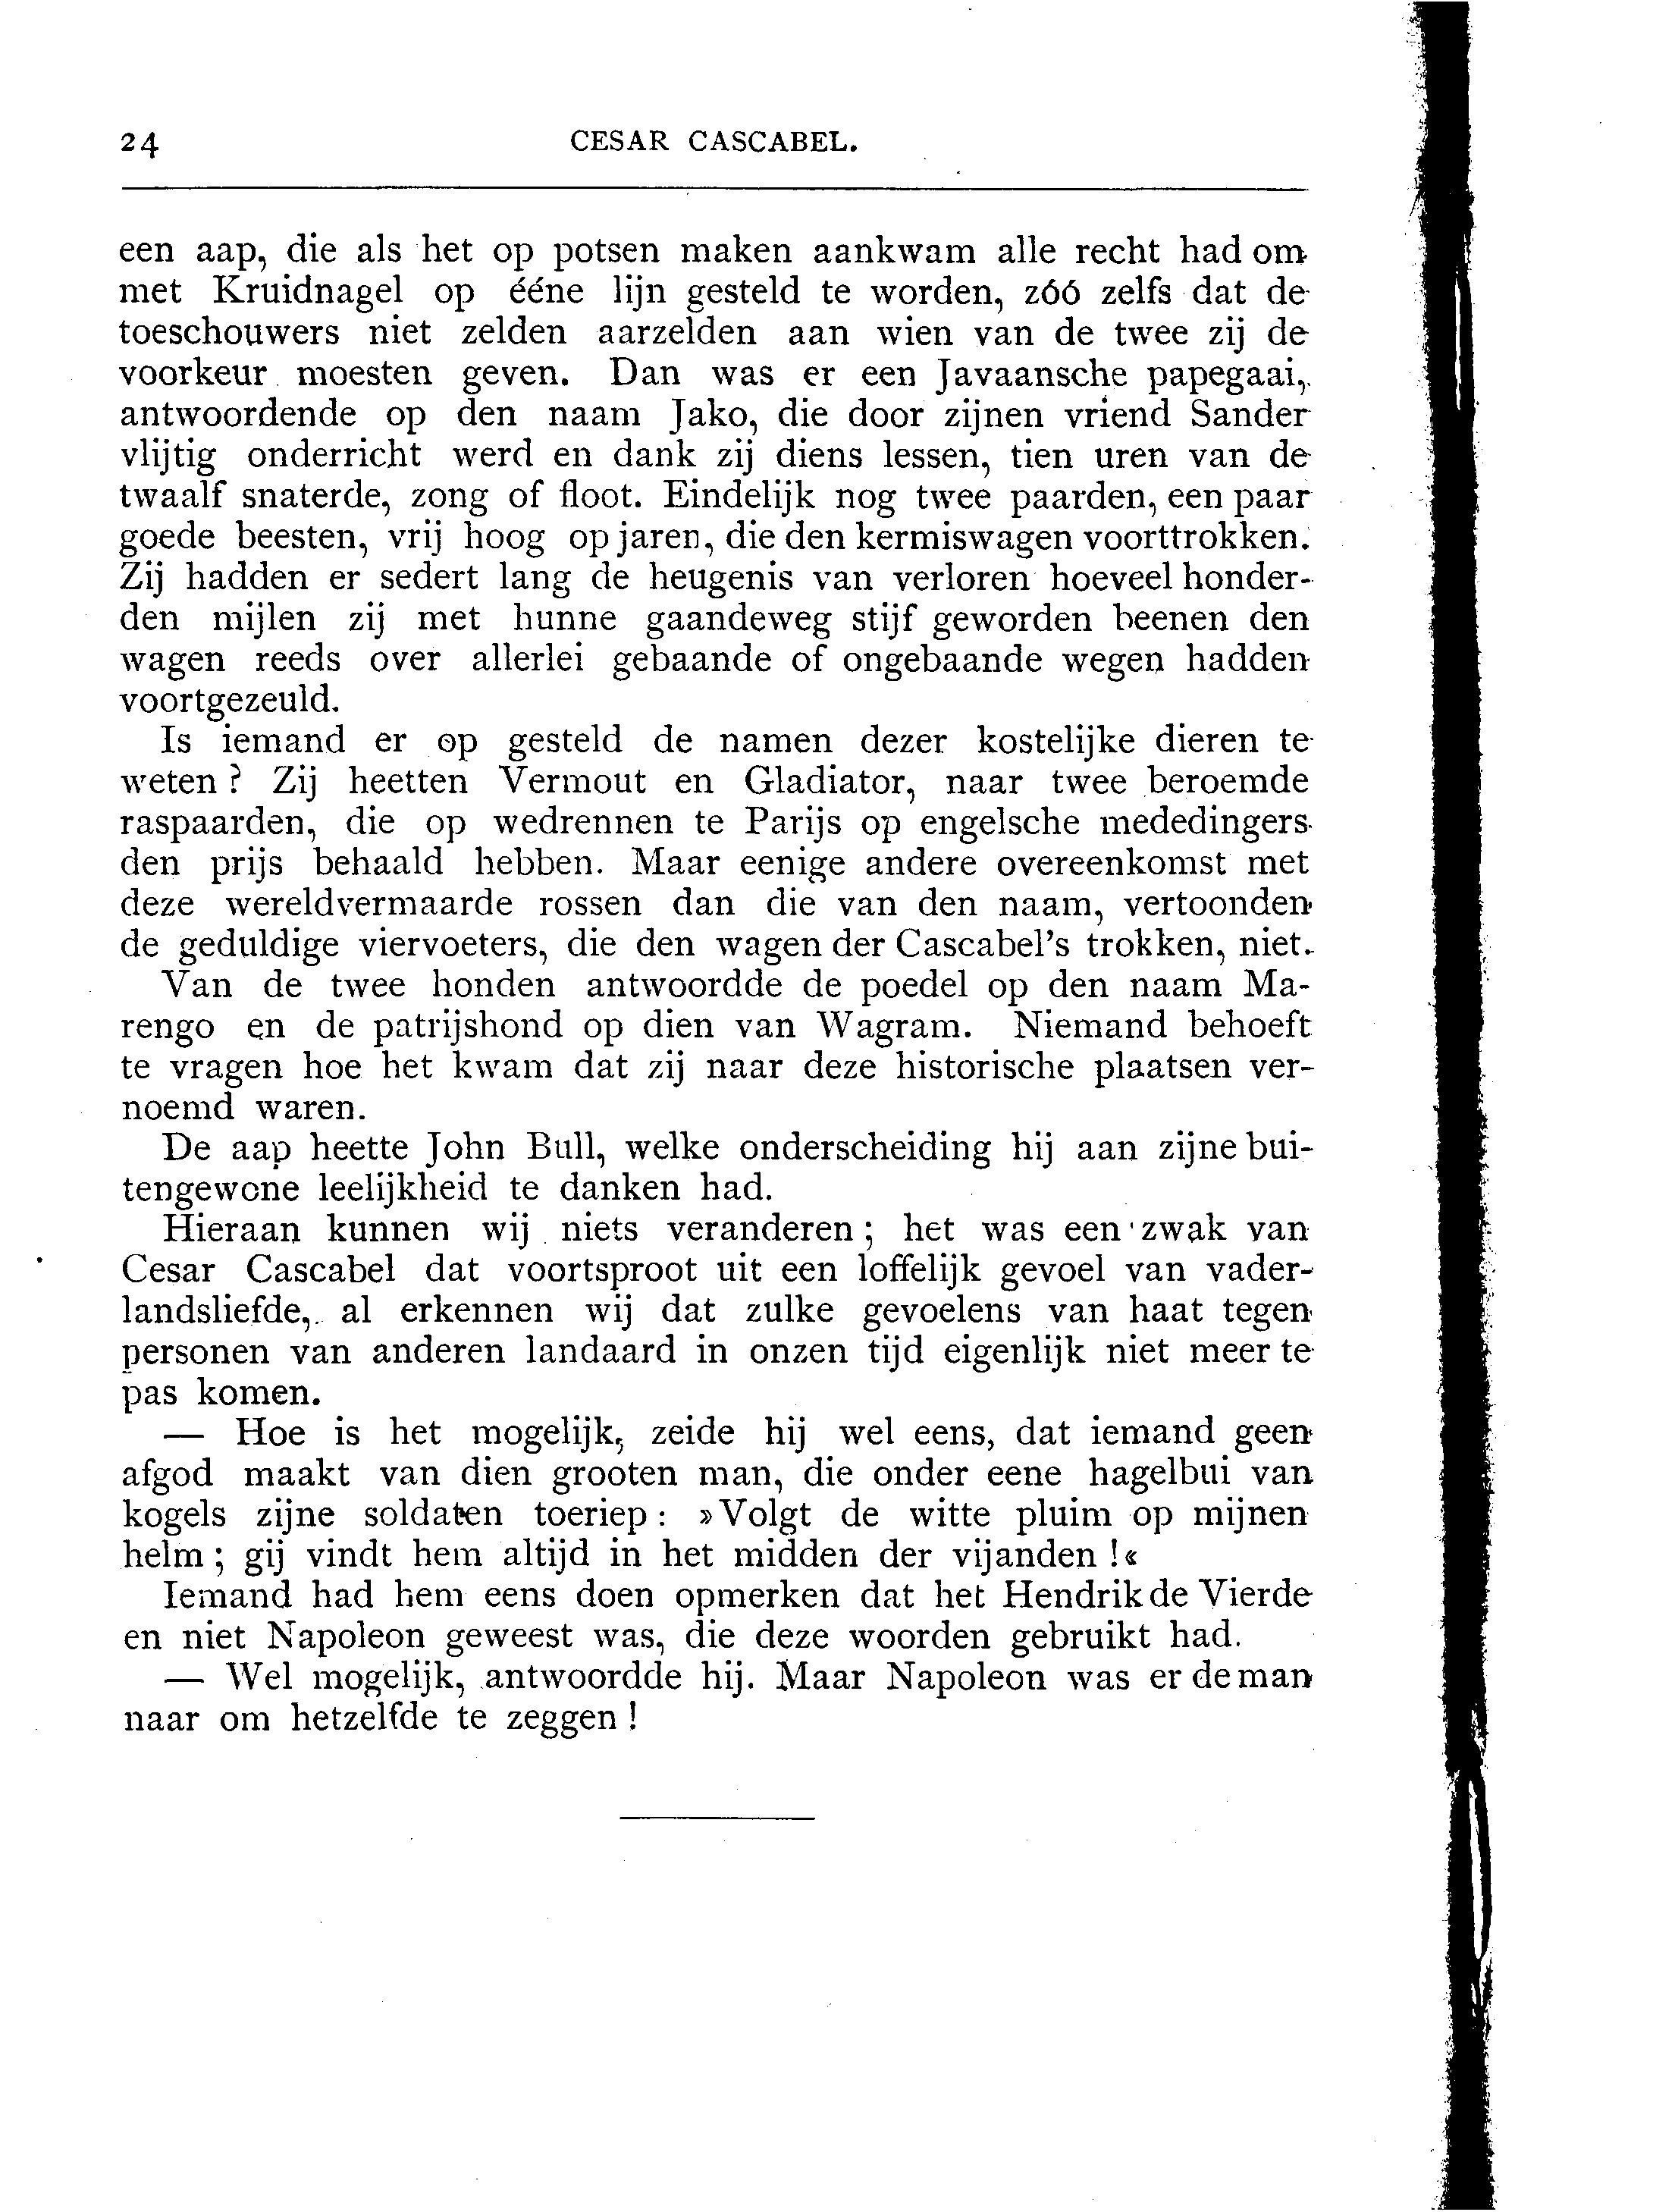 24 CESAR CASCABEL.
een aap, die als het op potsen maken aankwam alle recht had om
met Kruidnagel op ééne lijn gesteld te worden, zóó zelfs dat de
toeschouwers niet zelden aarzelden aan wien van de twee zij de
voorkeur moesten geven. Dan was er een Javaansche papegaai,
antwoordende op den naam Jako, die door zijnen vriend Sander
vlijtig onderricht werd en dank zij diens lessen, tien uren van de
twaalf snaterde, zong of floot. Eindelijk nog twee paarden, een paar
goede beesten, vrij hoog op jaren, die den kermiswagen voorttrokken.
Zij hadden er sedert lang de heugenis van verloren hoeveel honder-
den mijlen zij met hunne gaandeweg stijf geworden beenen den
wagen reeds over allerlei gebaande of ongebaande wegen hadden
voortgezeuld.
Is iemand er op gesteld de namen dezer kostelijke dieren te
weten? Zij heetten Vermout en Gladiator, naar twee beroemde
raspaarden, die op wedrennen te Parijs op engelsche mededingers
den prijs behaald hebben. Maar eenige andere overeenkomst met
deze wereldvermaarde rossen dan die van den naam, vertoonden
de geduldige viervoeters, die den wagen der Cascabel's trokken, niet.
Van de twee honden antwoordde de poedel op den naam Ma-
rengo en de patrijshond op dien van Wagram. Niemand behoeft
te vragen hoe het kwam dat zij naar deze historische plaatsen ver-
noemd waren.
De aap heette John Bull, welke onderscheiding hij aan zijne bui-
tengewone leelijkheid te danken had.
Hieraan kunnen wij niets veranderen; het was een zwak van
Cesar Cascabel dat voortsproot uit een loffelijk gevoel van vader-
landsliefde, al erkennen wij dat zulke gevoelens van haat tegen
personen van anderen landaard in onzen tijd eigenlijk niet meer te
pas komen.
— Hoe is het mogelijk, zeide hij wel eens, dat iemand geen
afgod maakt van dien grooten man, die onder eene hagelbui van
kogels zijne soldaten toeriep: »Volgt de witte pluim op mijnen
helm; gij vindt hem altijd in het midden der vijanden!«
Iemand had hem eens doen opmerken dat het Hendrik de Vierde
en niet Napoleon geweest was, die deze woorden gebruikt had.
— Wel mogelijk, antwoordde hij. Maar Napoleon was er de man
naar om hetzelfde te zeggen!